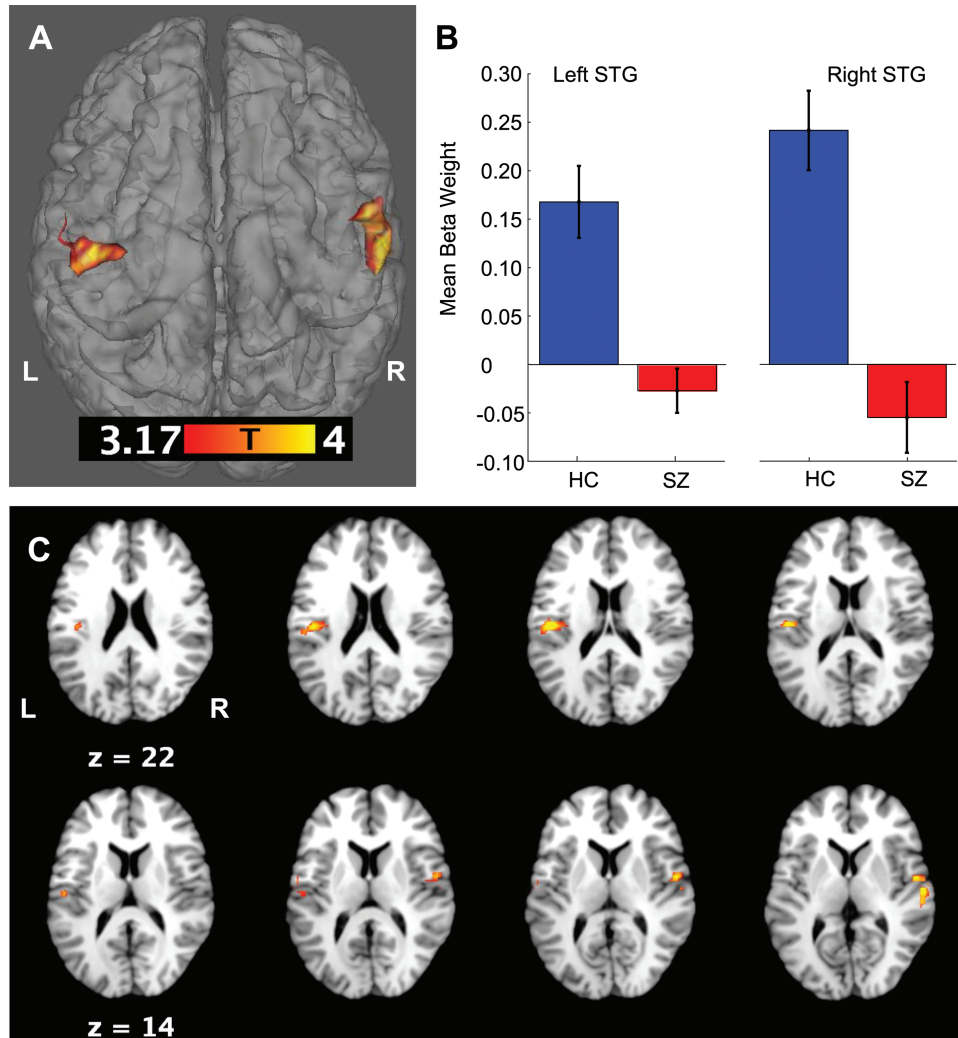 A
L
R
3.17 T 4
B
Left STG
Right STG
Mean Beta Weight
0.30
0.25
0.20
0.15
0.10
0.05
0
-0.05
-0.10
HC
SZ
HC
SZ
C
L
R
z = 22
z = 14